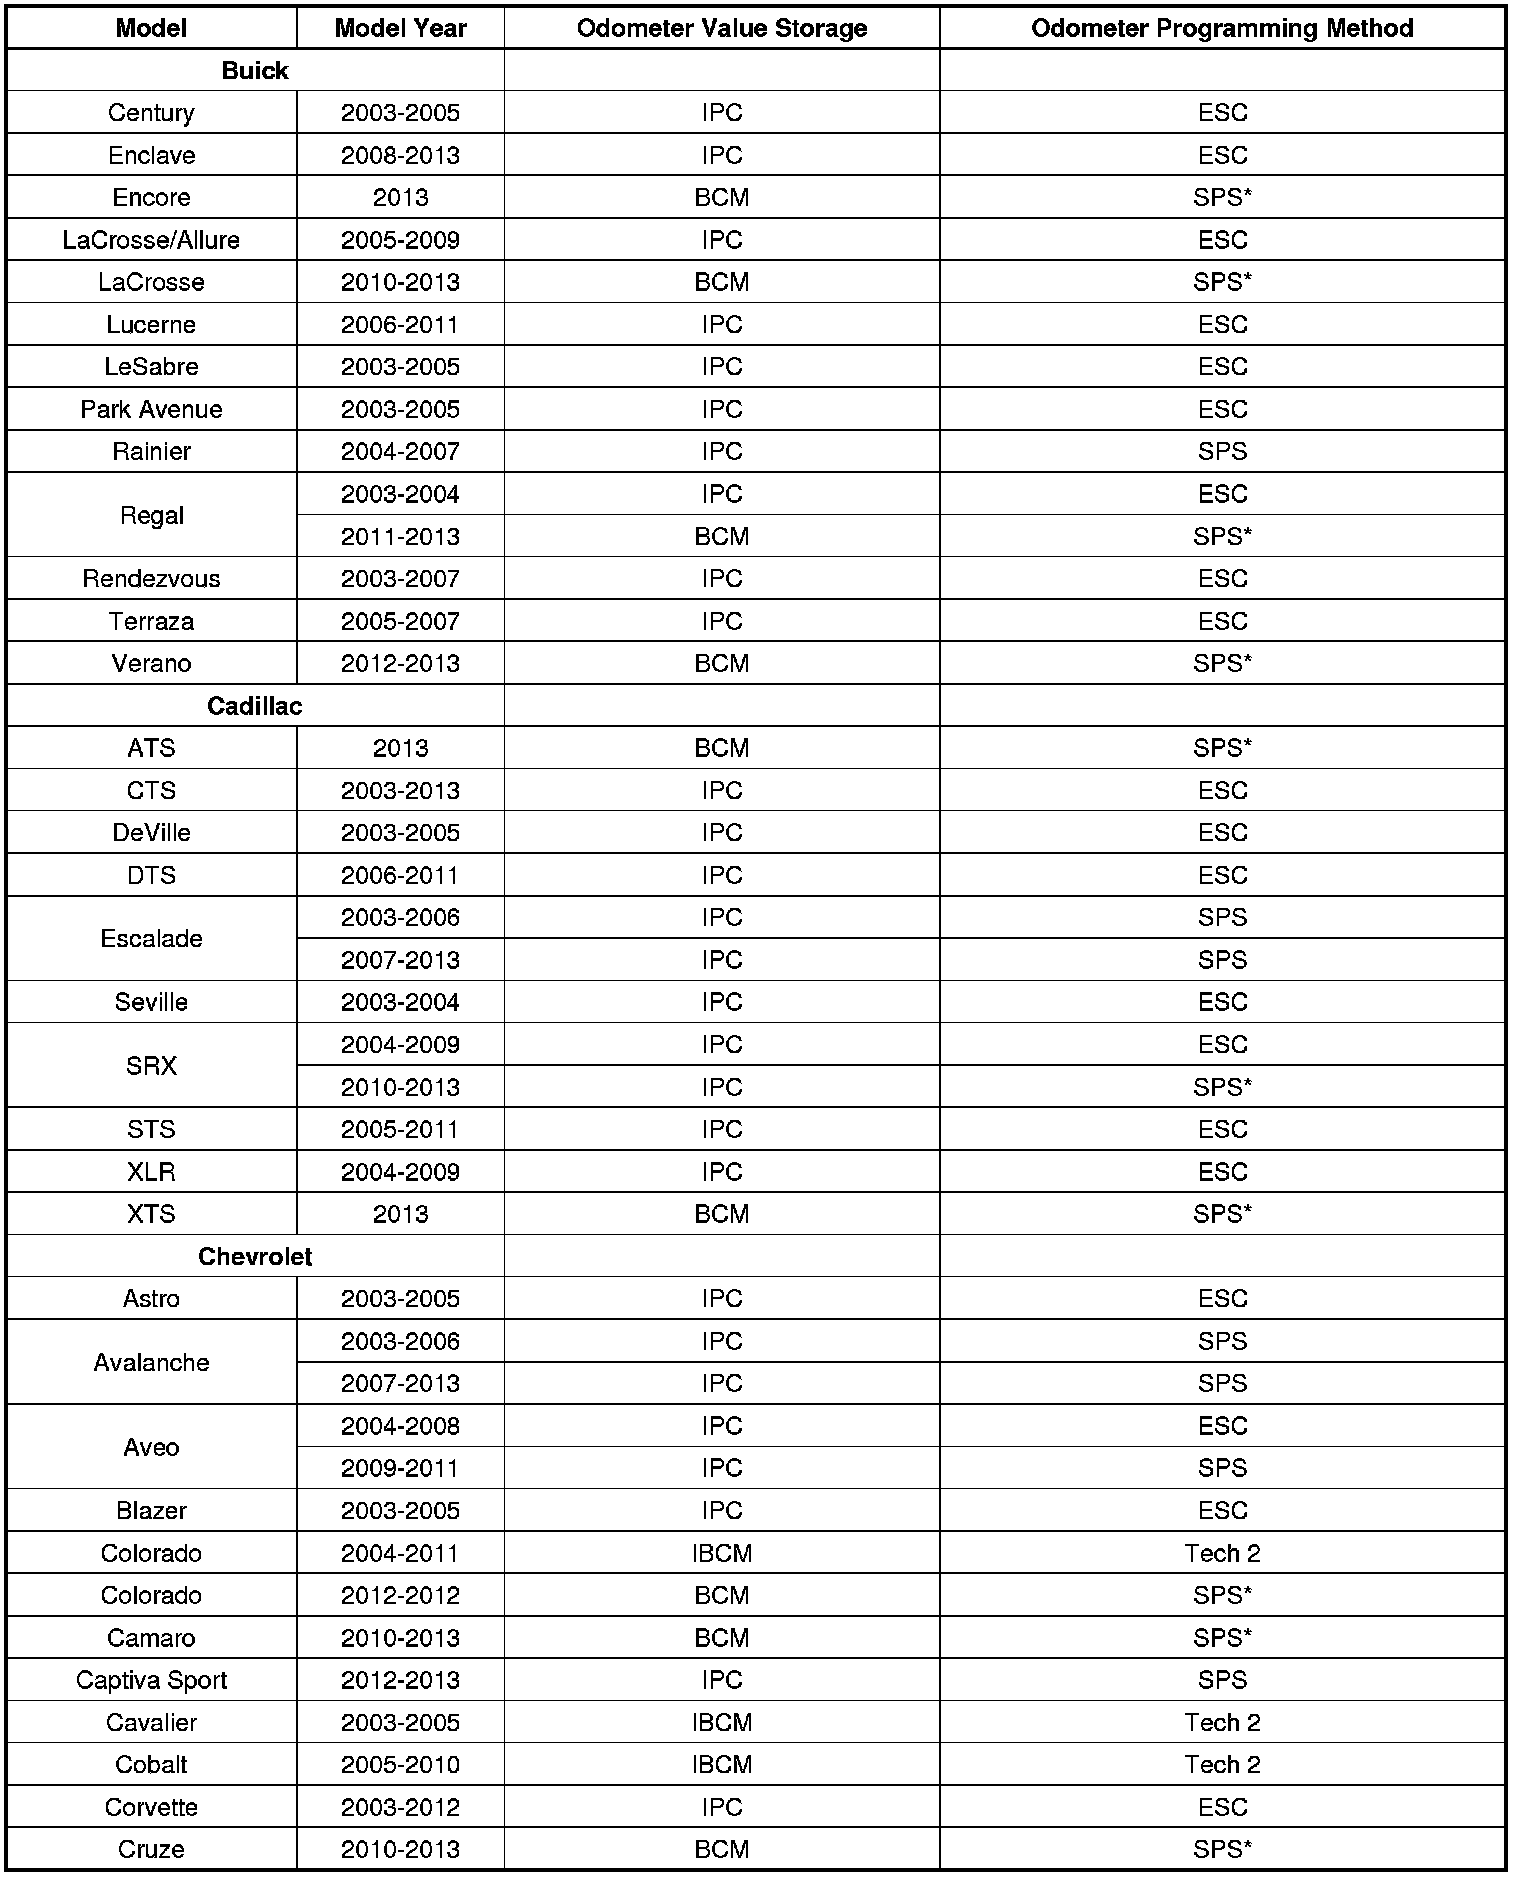 Model Model Year Odometer Value Storage Odometer Programming Method
Buick
Century 2003-2005 IPC ESC
Enclave 2008-2013 IPC ESC
Encore 2013 BCM SPS*
LaCrosse/Allure 2005-2009 IPC ESC
LaCrosse 2010-2013 BCM SPS*
Lucerne 2006-2011 IPC ESC
LeSabre 2003-2005 IPC ESC
Park Avenue 2003-2005 IPC ESC
Rainier 2004-2007 IPC SPS
Regal 2003-2004 IPC ESC
2011-2013 BCM SPS*
Rendezvous 2003-2007 IPC ESC
Terraza 2005-2007 IPC ESC
Verano 2012-2013 BCM SPS*
Cadillac
ATS 2013 BCM SPS*
CTS 2003-2013 IPC ESC
DeVille 2003-2005 IPC ESC
DTS 2006-2011 IPC ESC
Escalade 2003-2006 IPC SPS
2007-2013 IPC SPS
Seville 2003-2004 IPC ESC
SRX 2004-2009 IPC ESC
2010-2013 IPC SPS*
STS 2005-2011 IPC ESC
XLR 2004-2009 IPC ESC
XTS 2013 BCM SPS*
Chevrolet
Astro 2003-2005 IPC ESC
Avalanche 2003-2006 IPC SPS
2007-2013 IPC SPS
Aveo 2004-2008 IPC ESC
2009-2011 IPC SPS
Blazer 2003-2005 IPC ESC
Colorado 2004-2011 IBCM Tech 2
Colorado 2012-2012 BCM SPS*
Camaro 2010-2013 BCM SPS*
Captiva Sport 2012-2013 IPC SPS
Cavalier 2003-2005 IBCM Tech 2
Cobalt 2005-2010 IBCM Tech 2
Corvette 2003-2012 IPC ESC
Cruze 2010-2013 BCM SPS*